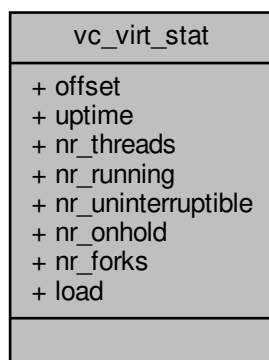 vc_virt_stat
+ offset
+ uptime
+ nr_threads
+ nr_running
+ nr_uninterruptible
+ nr_onhold
+ nr_forks
+ load